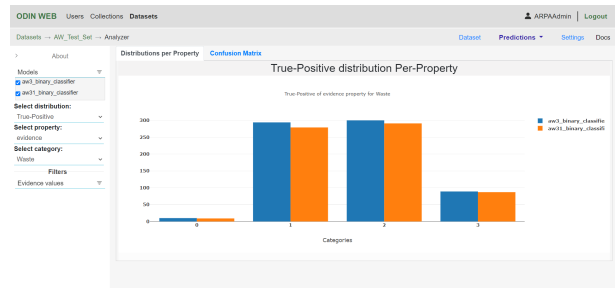 ODIN WEB Users Collections Datasets ARPAAdmin Logout
Datasets → AW_Test_Set → Analyzer Dataset Predictions Settings Docs
› About
Models
aw3_binary_classifier
aw31_binary_classifier
Select distribution:
True-Positive
Select property:
evidence
Select category:
Waste
Filters
Evidence values
Distributions per Property Confusion Matrix
True-Positive distribution Per-Property
True-Positive of evidence property for Waste
300
250
200
150
100
50
0
0 1 2 3
Categories
aw3_binary_classifie
aw31_binary_classifi